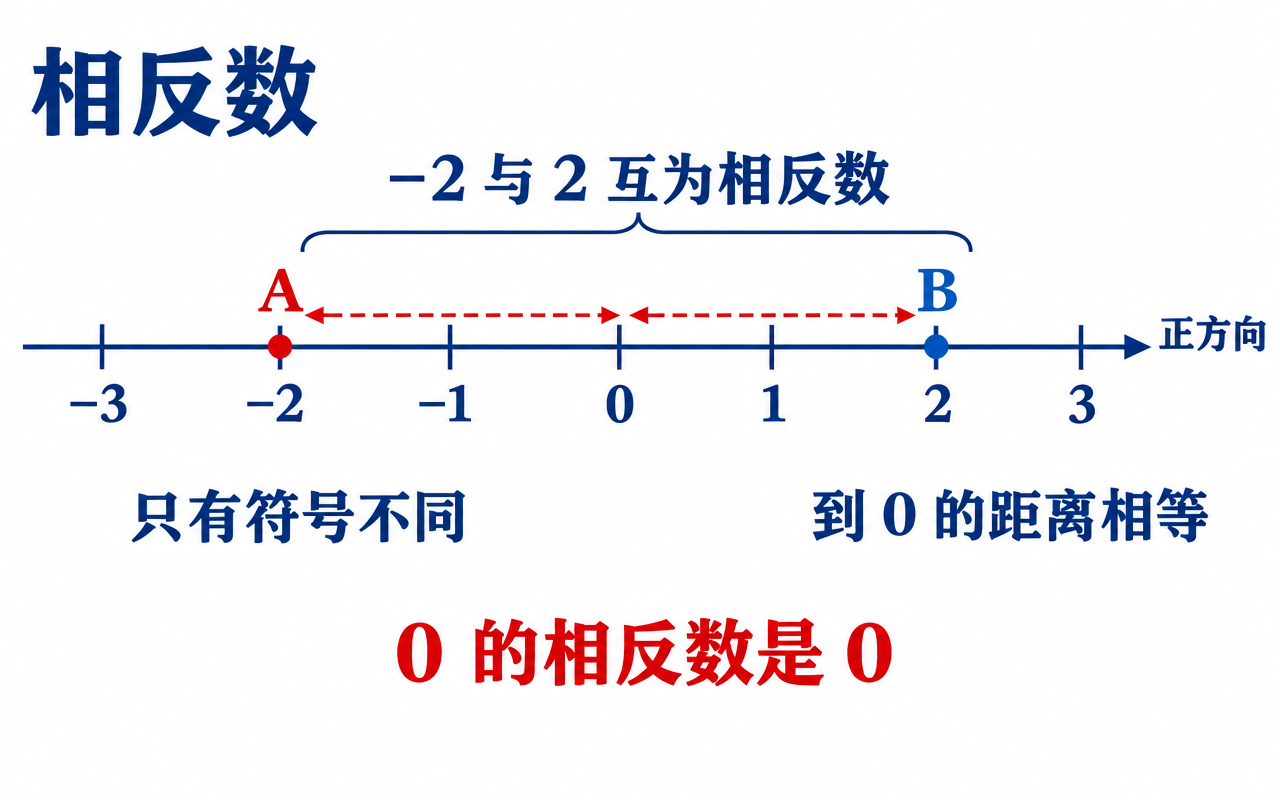 相反数
−2 与 2 互为相反数
A B
正方向
−3 −2 −1 0 1 2 3
只有符号不同 到 0 的距离相等
0 的相反数是 0